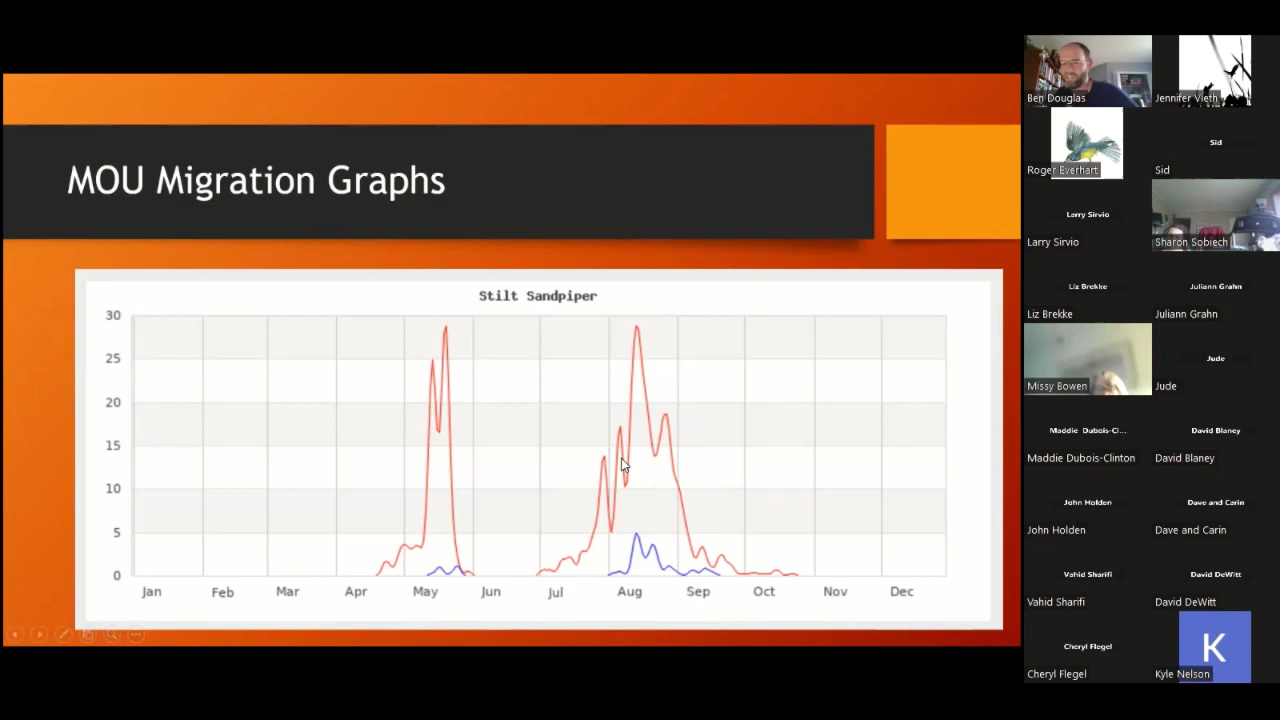 MOU Migration Graphs
Stilt Sandpiper
30
25
20
15
10
5
0
Jan Feb Mar Apr May Jun Jul Aug Sep Oct Nov Dec
Ben Douglas
Jennifer Vieth
Roger Everhart
Sid
Sid
Larry Sirvio
Larry Sirvio
Sharon Sobiech
Liz Brekke
Liz Brekke
Juliann Grahn
Juliann Grahn
Missy Bowen
Jude
Jude
Maddie Dubois-Cl...
Maddie Dubois-Clinton
David Blaney
David Blaney
John Holden
John Holden
Dave and Carin
Dave and Carin
Vahid Sharifi
Vahid Sharifi
David DeWitt
David DeWitt
Cheryl Flegel
Cheryl Flegel
K
Kyle Nelson